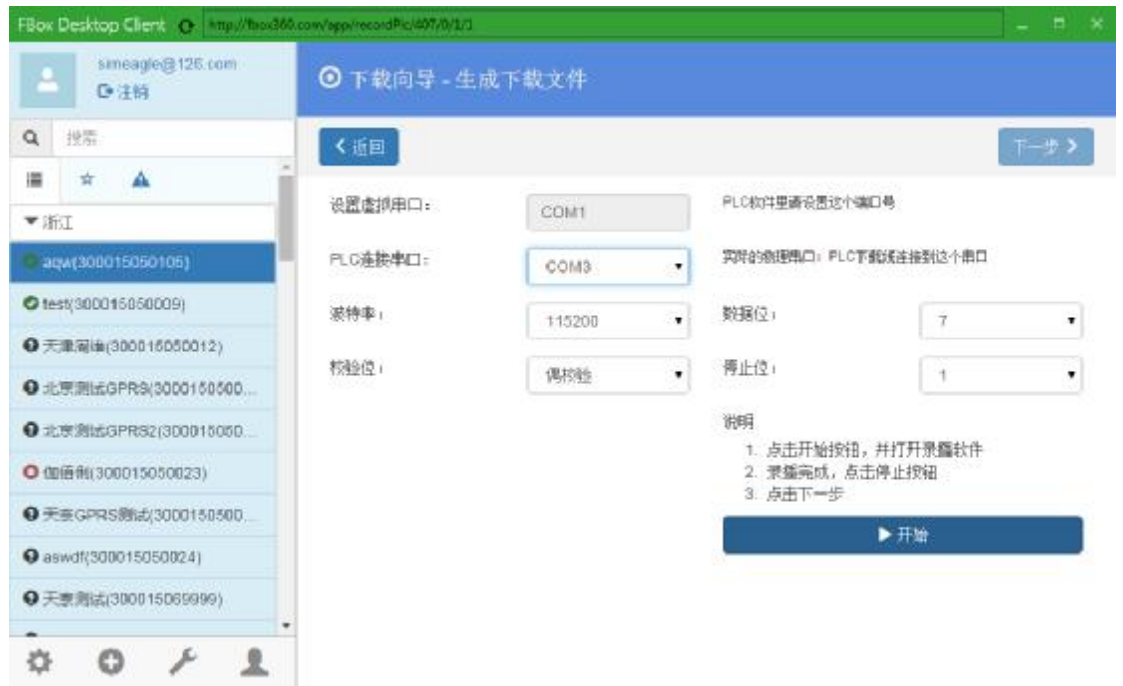 FBox Desktop Client
http://fbox360.com/app/recordPlc/407/0/1/1
simeagle@126.com
注销
下载向导 - 生成下载文件
搜索
返回
下一步
浙江
aqw(300015050105)
test(300015050009)
天津
(300015050012)
北京测试GPRS(3000150500...
北京测试GPRS2(300015050...
(300015050023)
GPRS测试(3000150500...
aswdf(300015050024)
测试(300015069999)
设置虚拟串口：
COM1
PLC软件里请设置这个端口号
PLC连接串口：
COM3
实际的物理串口：PLC下载线连接到这个串口
波特率：
115200
数据位：
7
校验位：
偶校验
停止位：
1
说明
1. 点击开始按钮，并打开录播软件
2. 录播完成，点击停止按钮
3. 点击下一步
开始